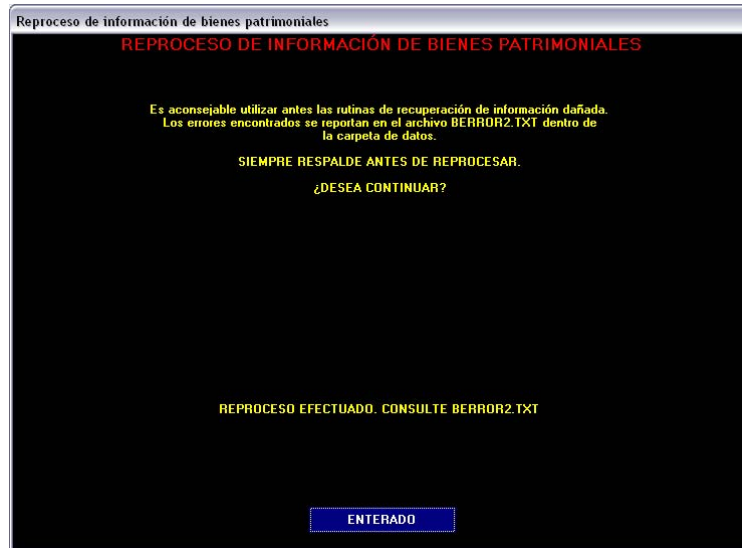 Reproceso de información de bienes patrimoniales
REPROCESO DE INFORMACIÓN DE BIENES PATRIMONIALES
Es aconsejable utilizar antes las rutinas de recuperación de información dañada.
Los errores encontrados se reportan en el archivo BERROR2.TXT dentro de
la carpeta de datos.
SIEMPRE RESPALDE ANTES DE REPROCESAR.
¿DESEA CONTINUAR?
REPROCESO EFECTUADO. CONSULTE BERROR2.TXT
ENTERADO